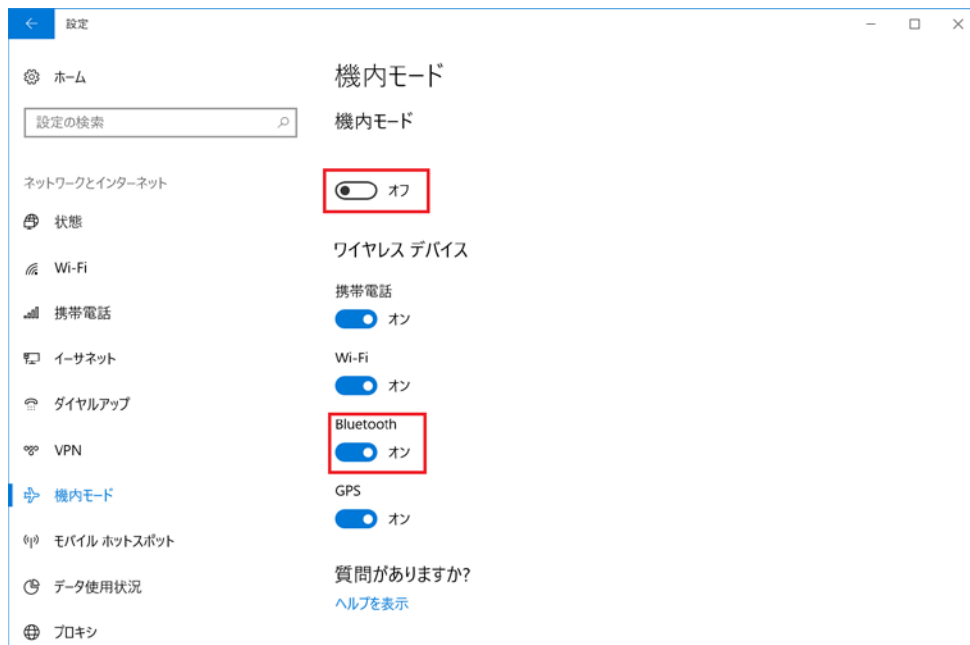 設定
ホーム
設定の検索
ネットワークとインターネット
状態
Wi-Fi
携帯電話
イーサネット
ダイヤルアップ
VPN
機内モード
モバイル ホットスポット
データ使用状況
プロキシ
機内モード
機内モード
オフ
ワイヤレス デバイス
携帯電話
オン
Wi-Fi
オン
Bluetooth
オン
GPS
オン
質問がありますか?
ヘルプを表示